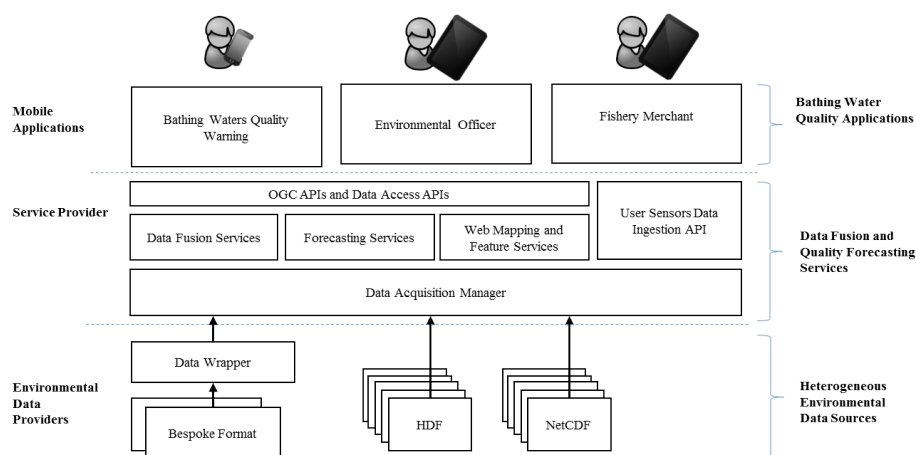 Mobile
Applications
Bathing Waters Quality
Warning
Environmental Officer
Fishery Merchant
Bathing Water
Quality Applications
Service Provider
OGC APIs and Data Access APIs
Data Fusion Services
Forecasting Services
Web Mapping and
Feature Services
User Sensors Data
Ingestion API
Data Acquisition Manager
Data Fusion and
Quality Forecasting
Services
Environmental
Data
Providers
Data Wrapper
Bespoke Format
HDF
NetCDF
Heterogeneous
Environmental
Data Sources